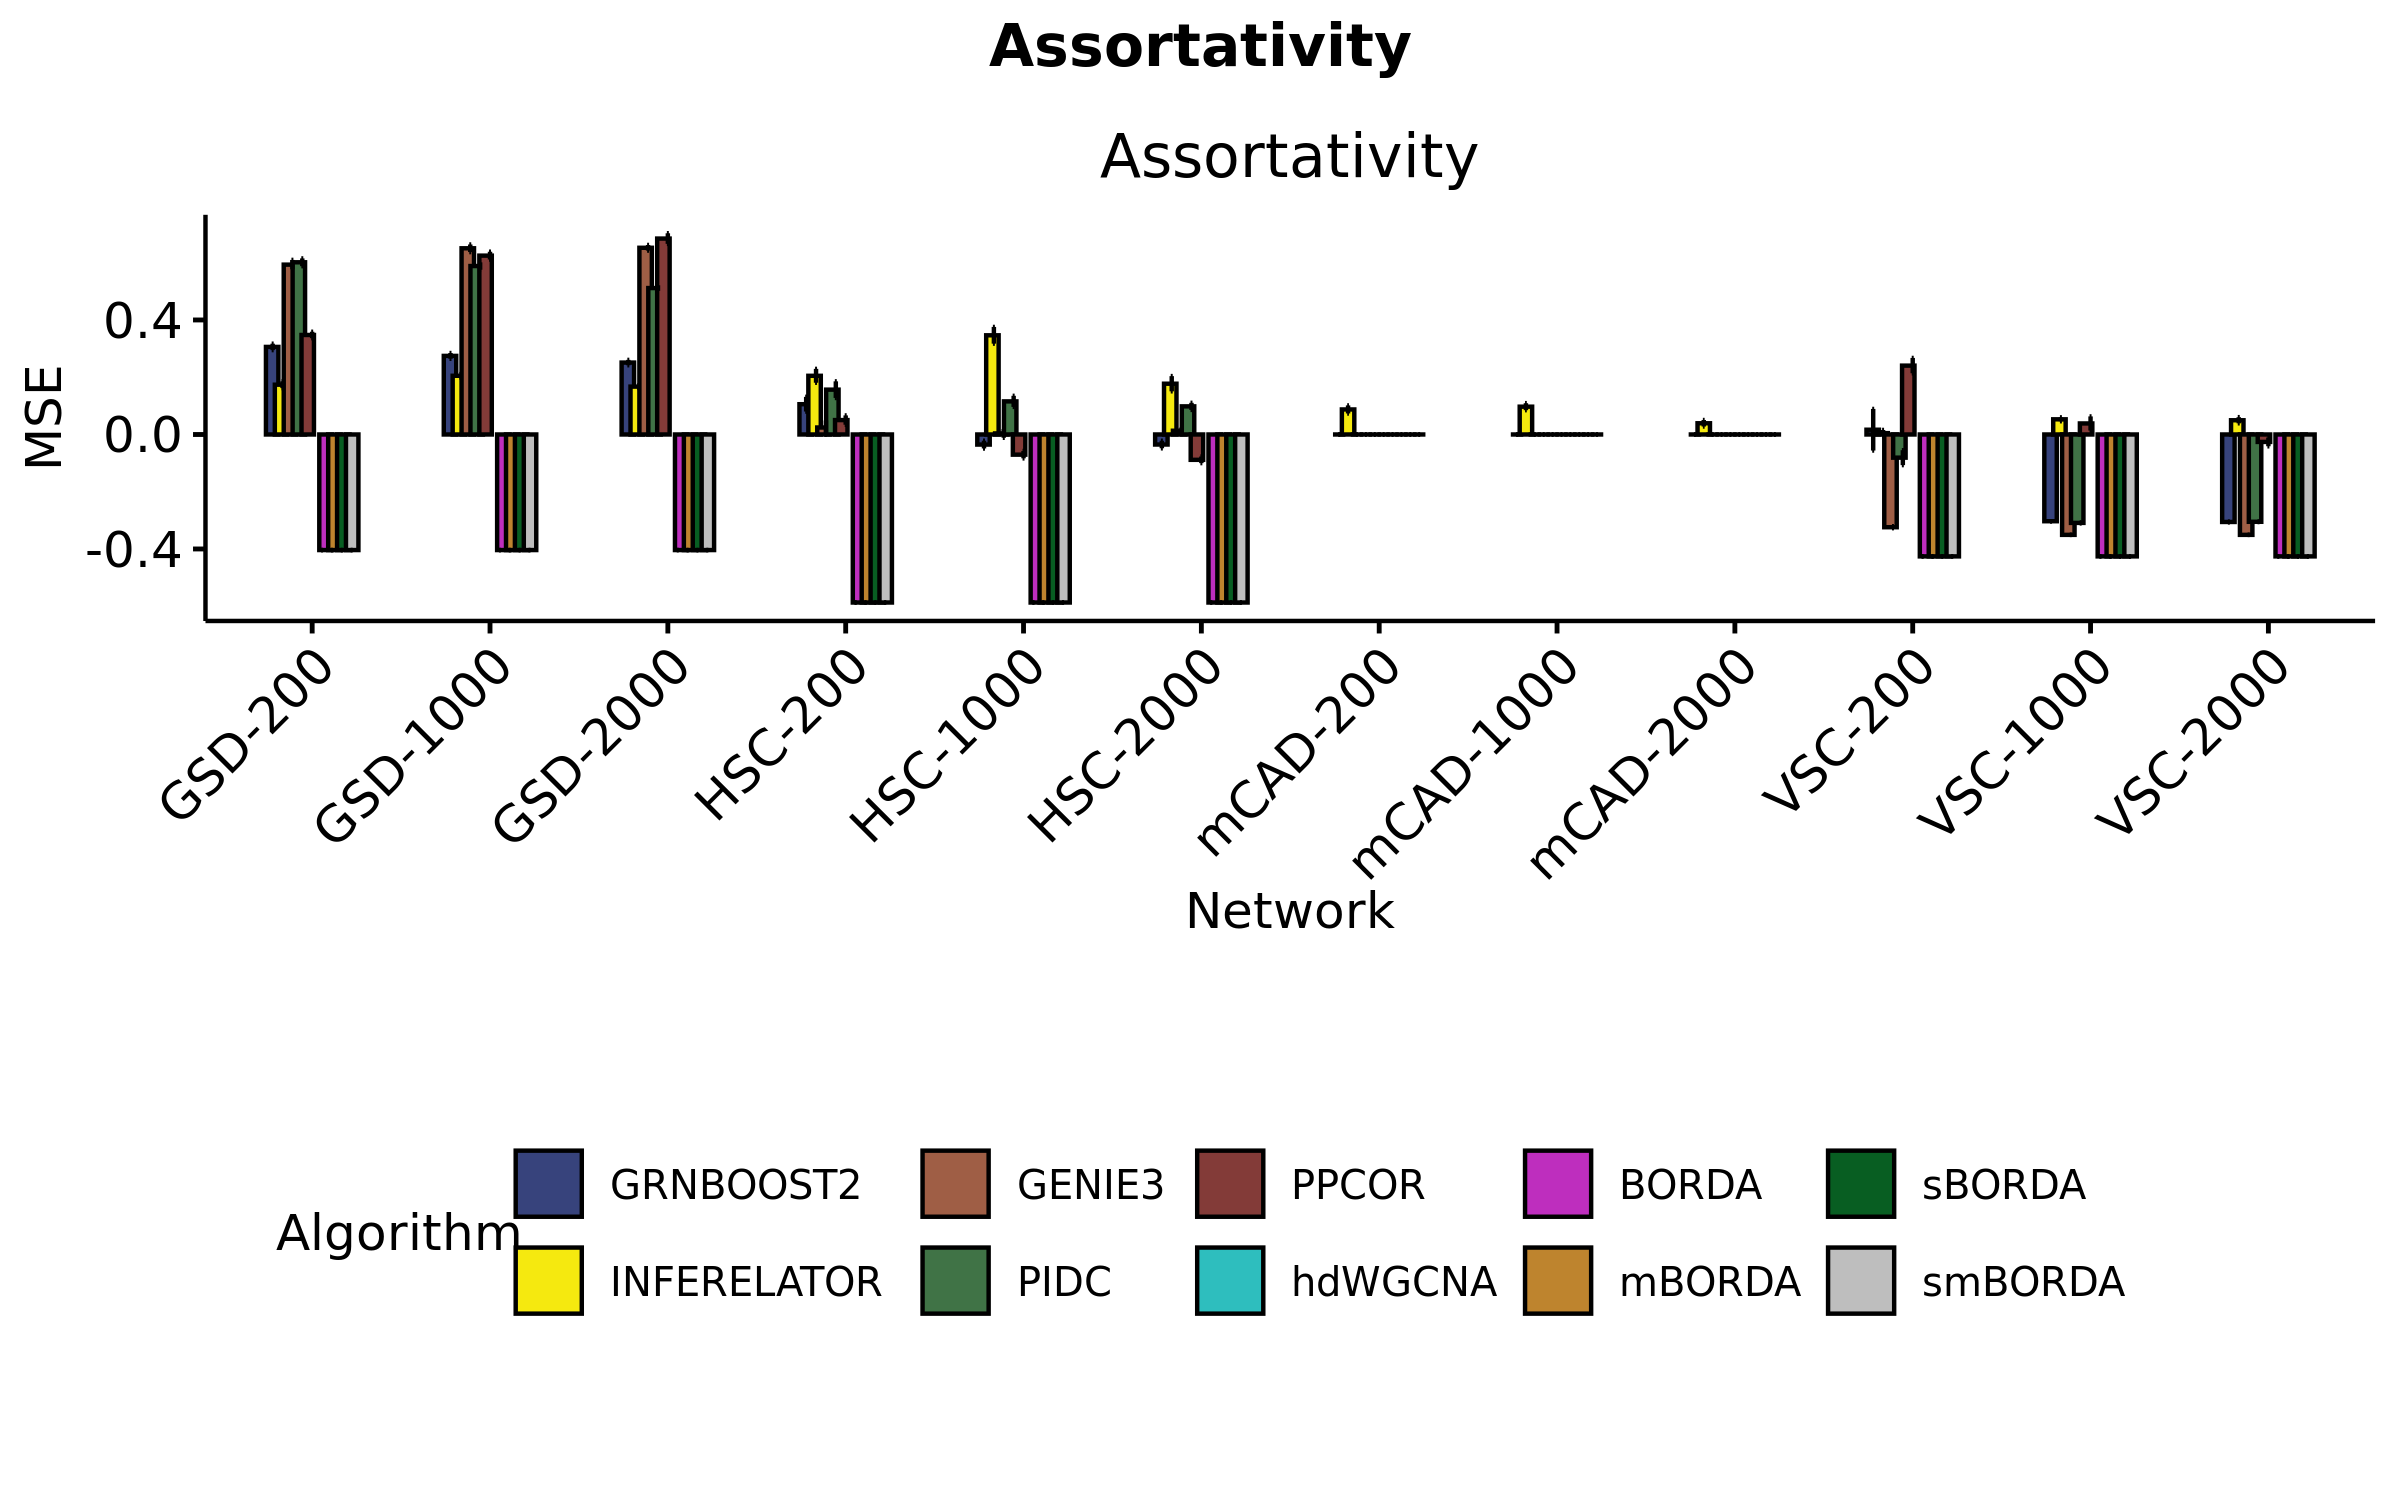 Assortativity
Assortativity
MSE
0.4
0.0
-0.4
GSD-200
GSD-1000
GSD-2000
HSC-200
HSC-1000
HSC-2000
mCAD-200
mCAD-1000
mCAD-2000
VSC-200
VSC-1000
VSC-2000
Network
Algorithm
GRNBOOST2
GENIE3
PPCOR
BORDA
sBORDA
INFERELATOR
PIDC
hdWGCNA
mBORDA
smBORDA